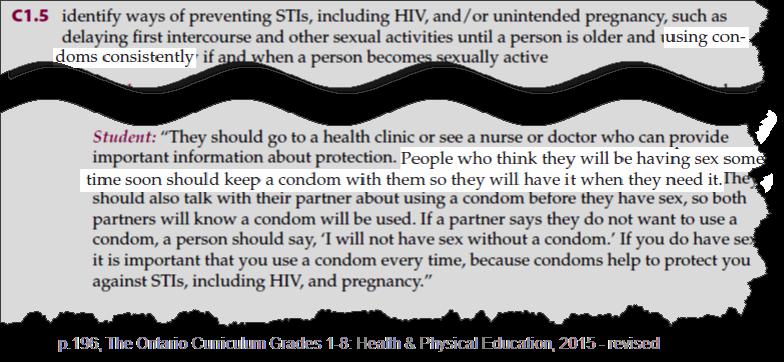 C1.5 identify ways of preventing STIs, including HIV, and/or unintended pregnancy, such as
delaying first intercourse and other sexual activities until a person is older and using con-
doms consistently if and when a person becomes sexually active
Student: “They should go to a health clinic or see a nurse or doctor who can provide
important information about protection. People who think they will be having sex some
time soon should keep a condom with them so they will have it when they need it. They
should also talk with their partner about using a condom before they have sex, so both
partners will know a condom will be used. If a partner says they do not want to use a
condom, a person should say, ‘I will not have sex without a condom.’ If you do have sex
it is important that you use a condom every time, because condoms help to protect you
against STIs, including HIV, and pregnancy.”
p.196, The Ontario Curriculum Grades 1-8: Health & Physical Education, 2015 - revised